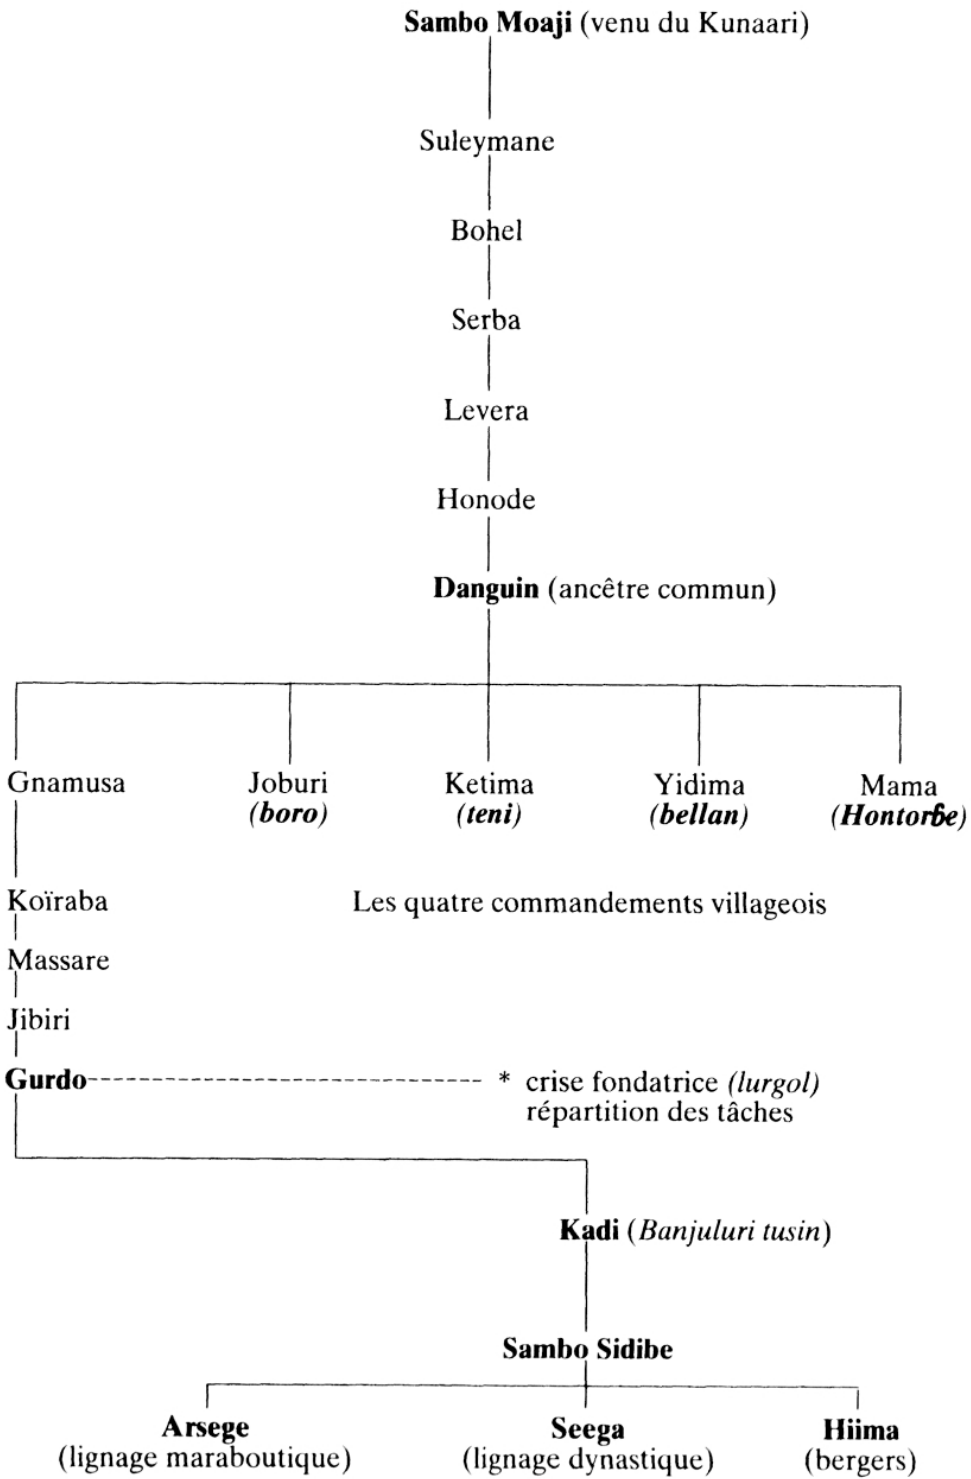 Sambo Moaji (venu du Kunaari)
Suleymane
Bohel
Serba
Levera
Honode
Danguin (ancêtre commun)
Gnamusa Joburi Ketima Yidima Mama
(boro) (teni) (bellan) (Hontorɓe)
Koïraba Les quatre commandements villageois
Massare
Jibiri
Gurdo * crise fondatrice (lurgol)
répartition des tâches
Kadi (Banjuluri tusin)
Sambo Sidibe
Arsege Seega Hiima
(lignage maraboutique) (lignage dynastique) (bergers)